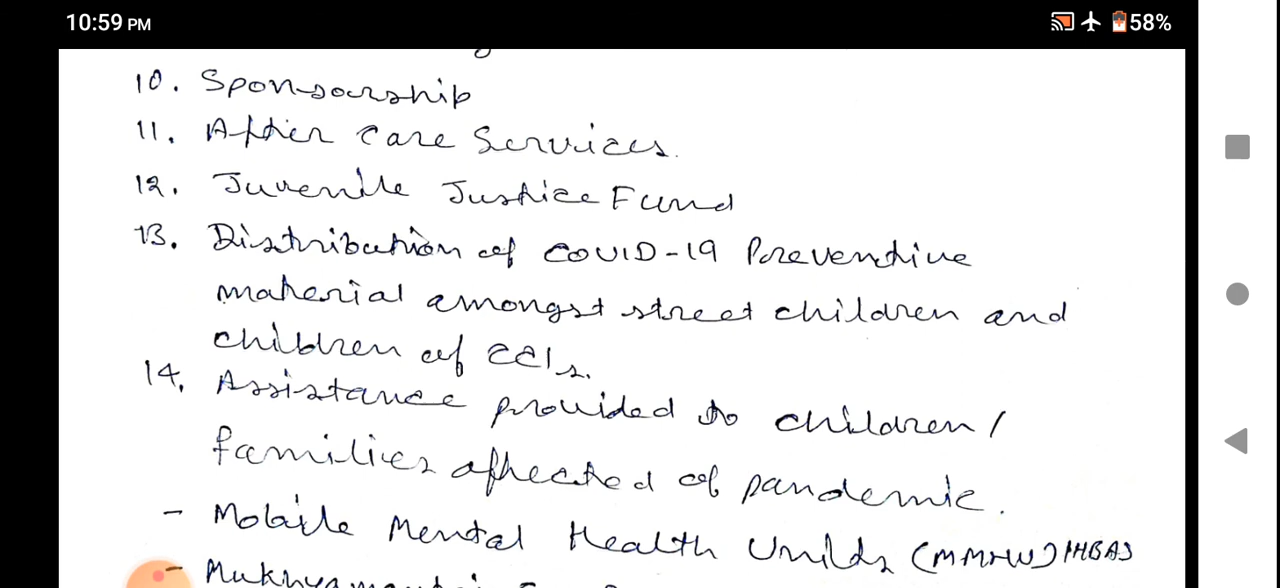 10:59 PM
58%
10. Sponsorship
11. After Care Services.
12. Juvenile Justice Fund
13. Distribution of COVID-19 Preventive
material amongst street children and
children of CCIs.
14. Assistance provided to children/
families affected of pandemic.
- Mobile Mental Health Units (MMHU) IHBAS